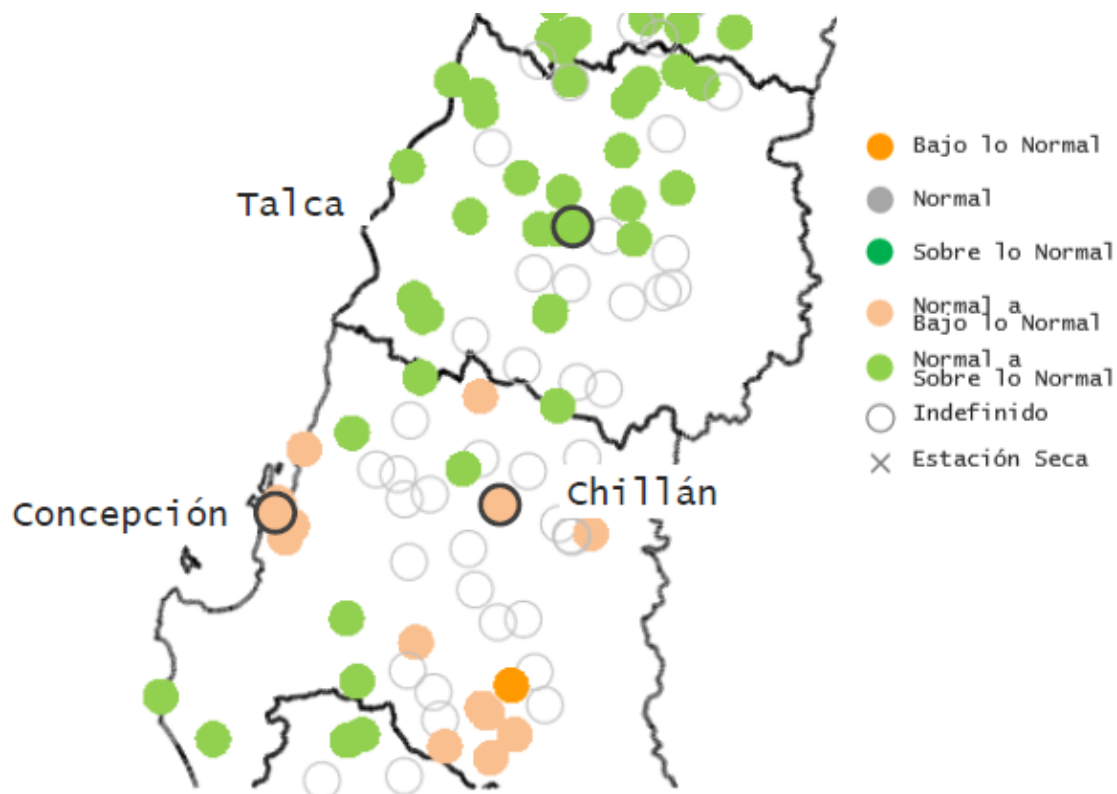 Talca
Concepción
Chillán
Bajo lo Normal
Normal
Sobre lo Normal
Normal a
Bajo lo Normal
Normal a
Sobre lo Normal
Indefinido
Estación Seca